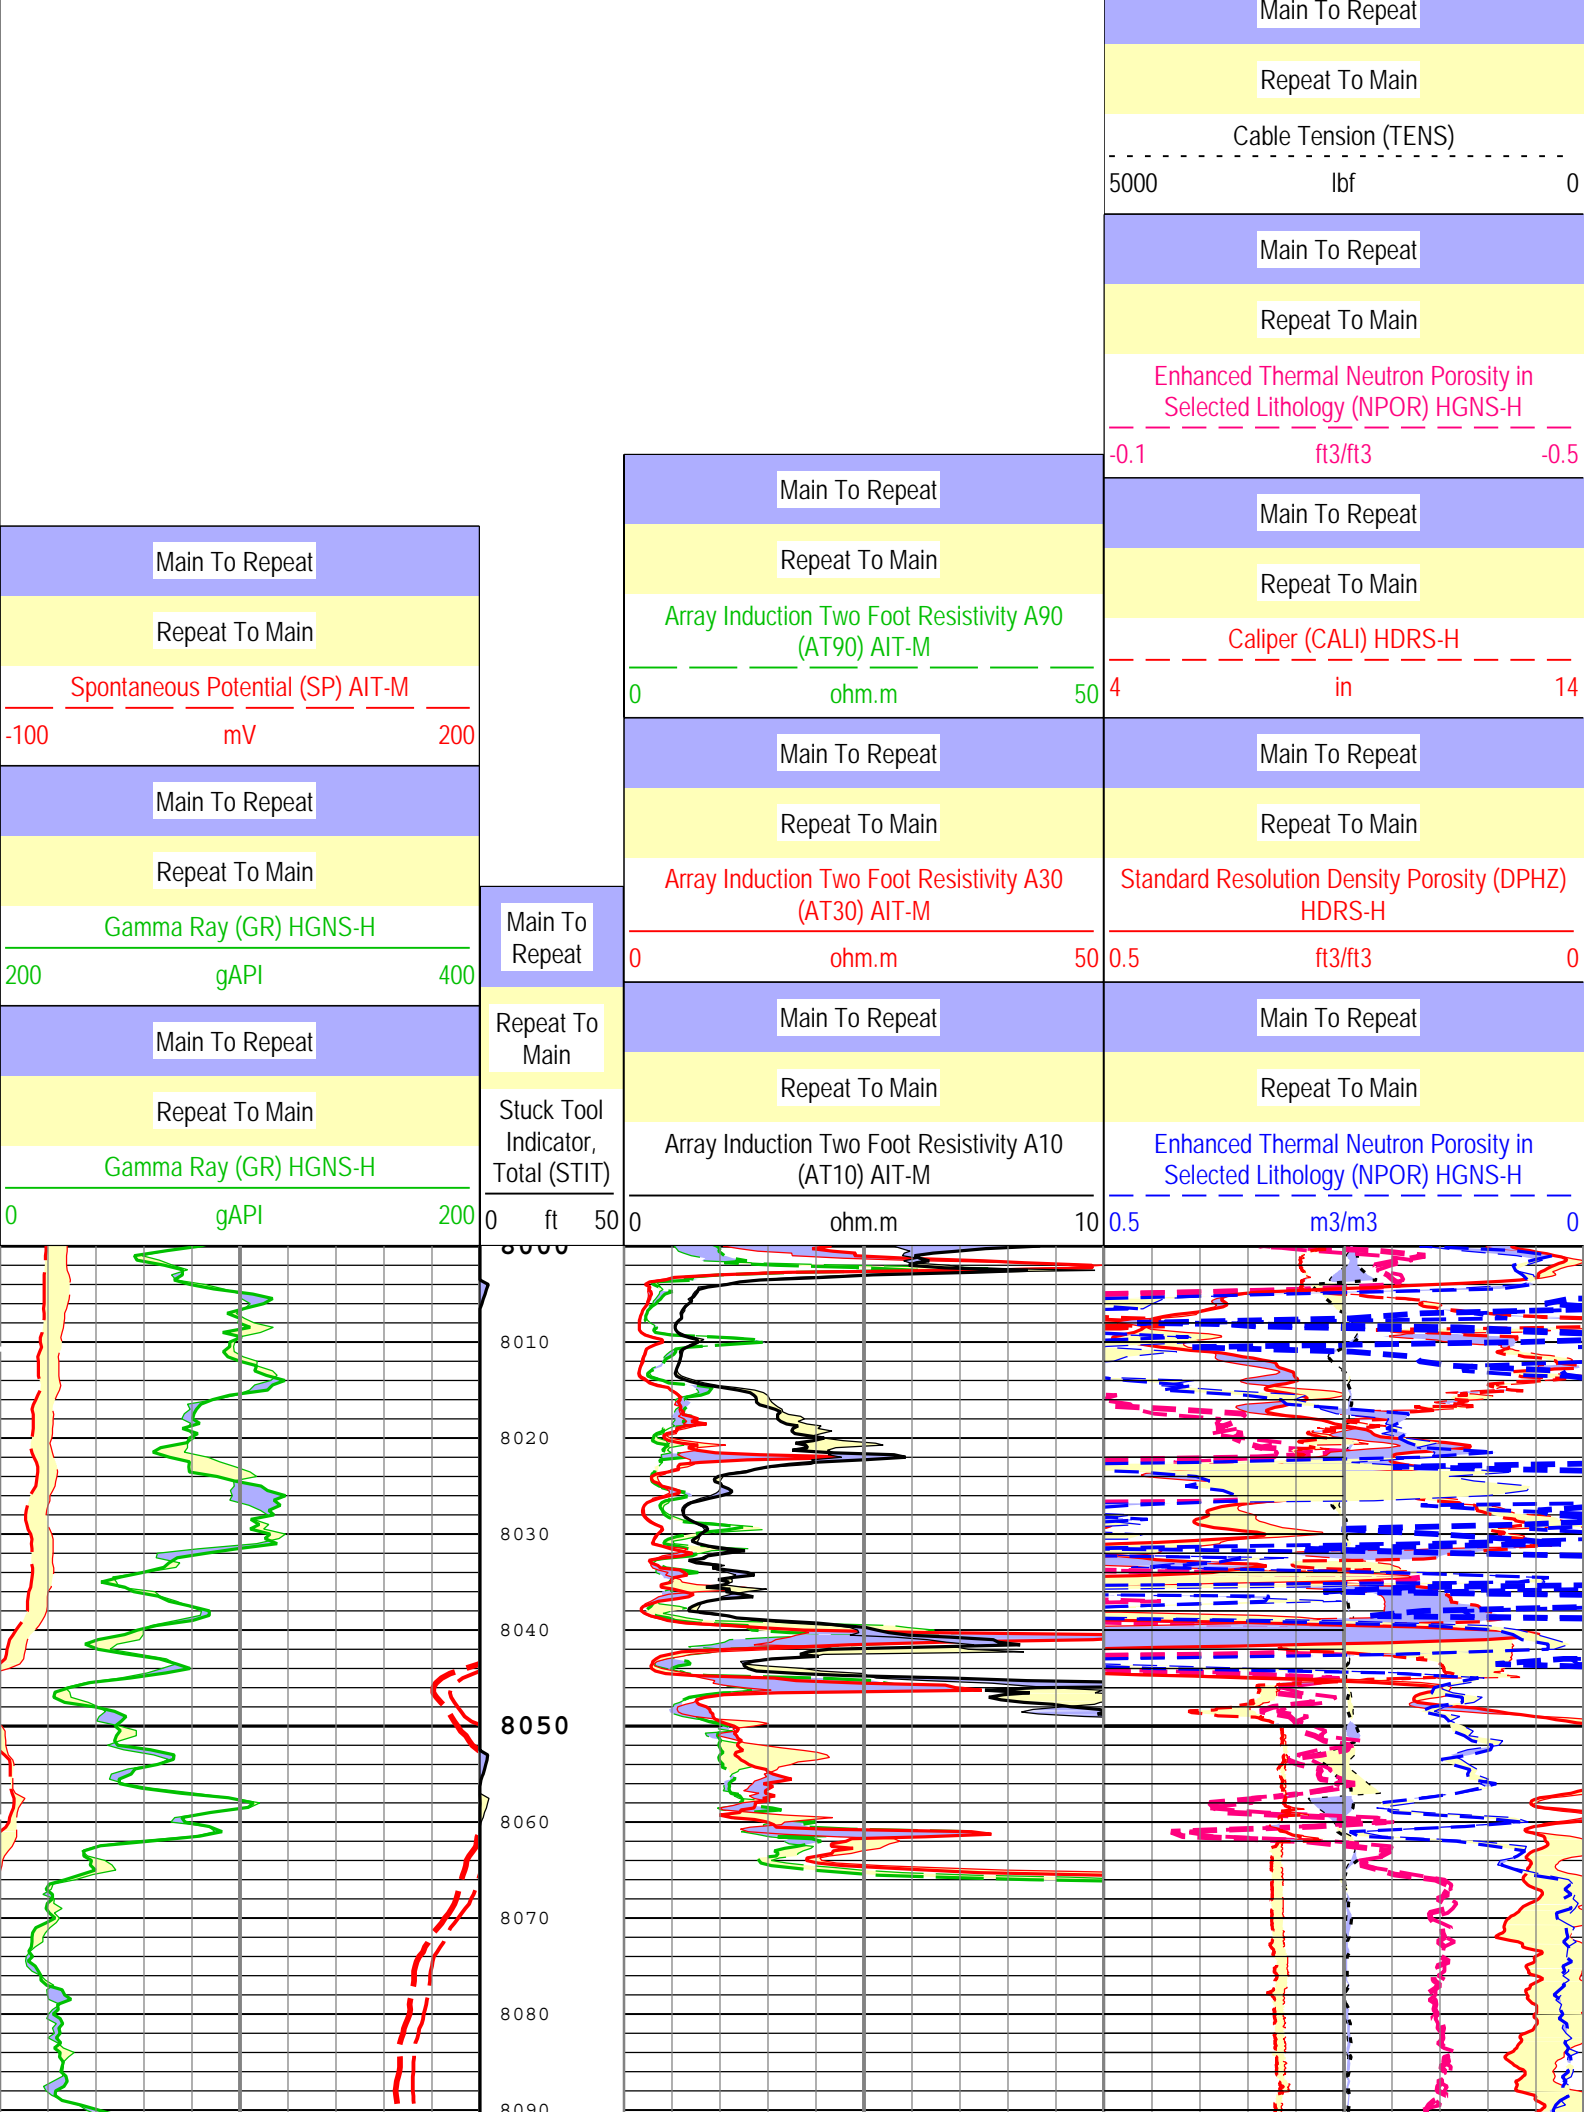 Main To Repeat
Repeat To Main
Cable Tension (TENS)
5000 lbf 0
Main To Repeat
Repeat To Main
Enhanced Thermal Neutron Porosity in
Selected Lithology (NPOR) HGNS-H
-0.1 ft3/ft3 -0.5
Main To Repeat
Repeat To Main
Caliper (CALI) HDRS-H
4 in 14
Main To Repeat
Repeat To Main
Standard Resolution Density Porosity (DPHZ)
HDRS-H
0.5 ft3/ft3 0
Main To Repeat
Repeat To Main
Enhanced Thermal Neutron Porosity in
Selected Lithology (NPOR) HGNS-H
0.5 m3/m3 0
Main To Repeat
Repeat To Main
Array Induction Two Foot Resistivity A90
(AT90) AIT-M
0 ohm.m 50
Main To Repeat
Repeat To Main
Array Induction Two Foot Resistivity A30
(AT30) AIT-M
0 ohm.m 50
Main To Repeat
Repeat To Main
Array Induction Two Foot Resistivity A10
(AT10) AIT-M
0 ohm.m 10
Main To Repeat
Repeat To Main
Spontaneous Potential (SP) AIT-M
-100 mV 200
Main To Repeat
Repeat To Main
Gamma Ray (GR) HGNS-H
200 gAPI 400
Main To Repeat
Repeat To Main
Gamma Ray (GR) HGNS-H
0 gAPI 200
Main To
Repeat
Repeat To
Main
Stuck Tool
Indicator,
Total (STIT)
0 ft 50
8000
8010
8020
8030
8040
8050
8060
8070
8080
8090